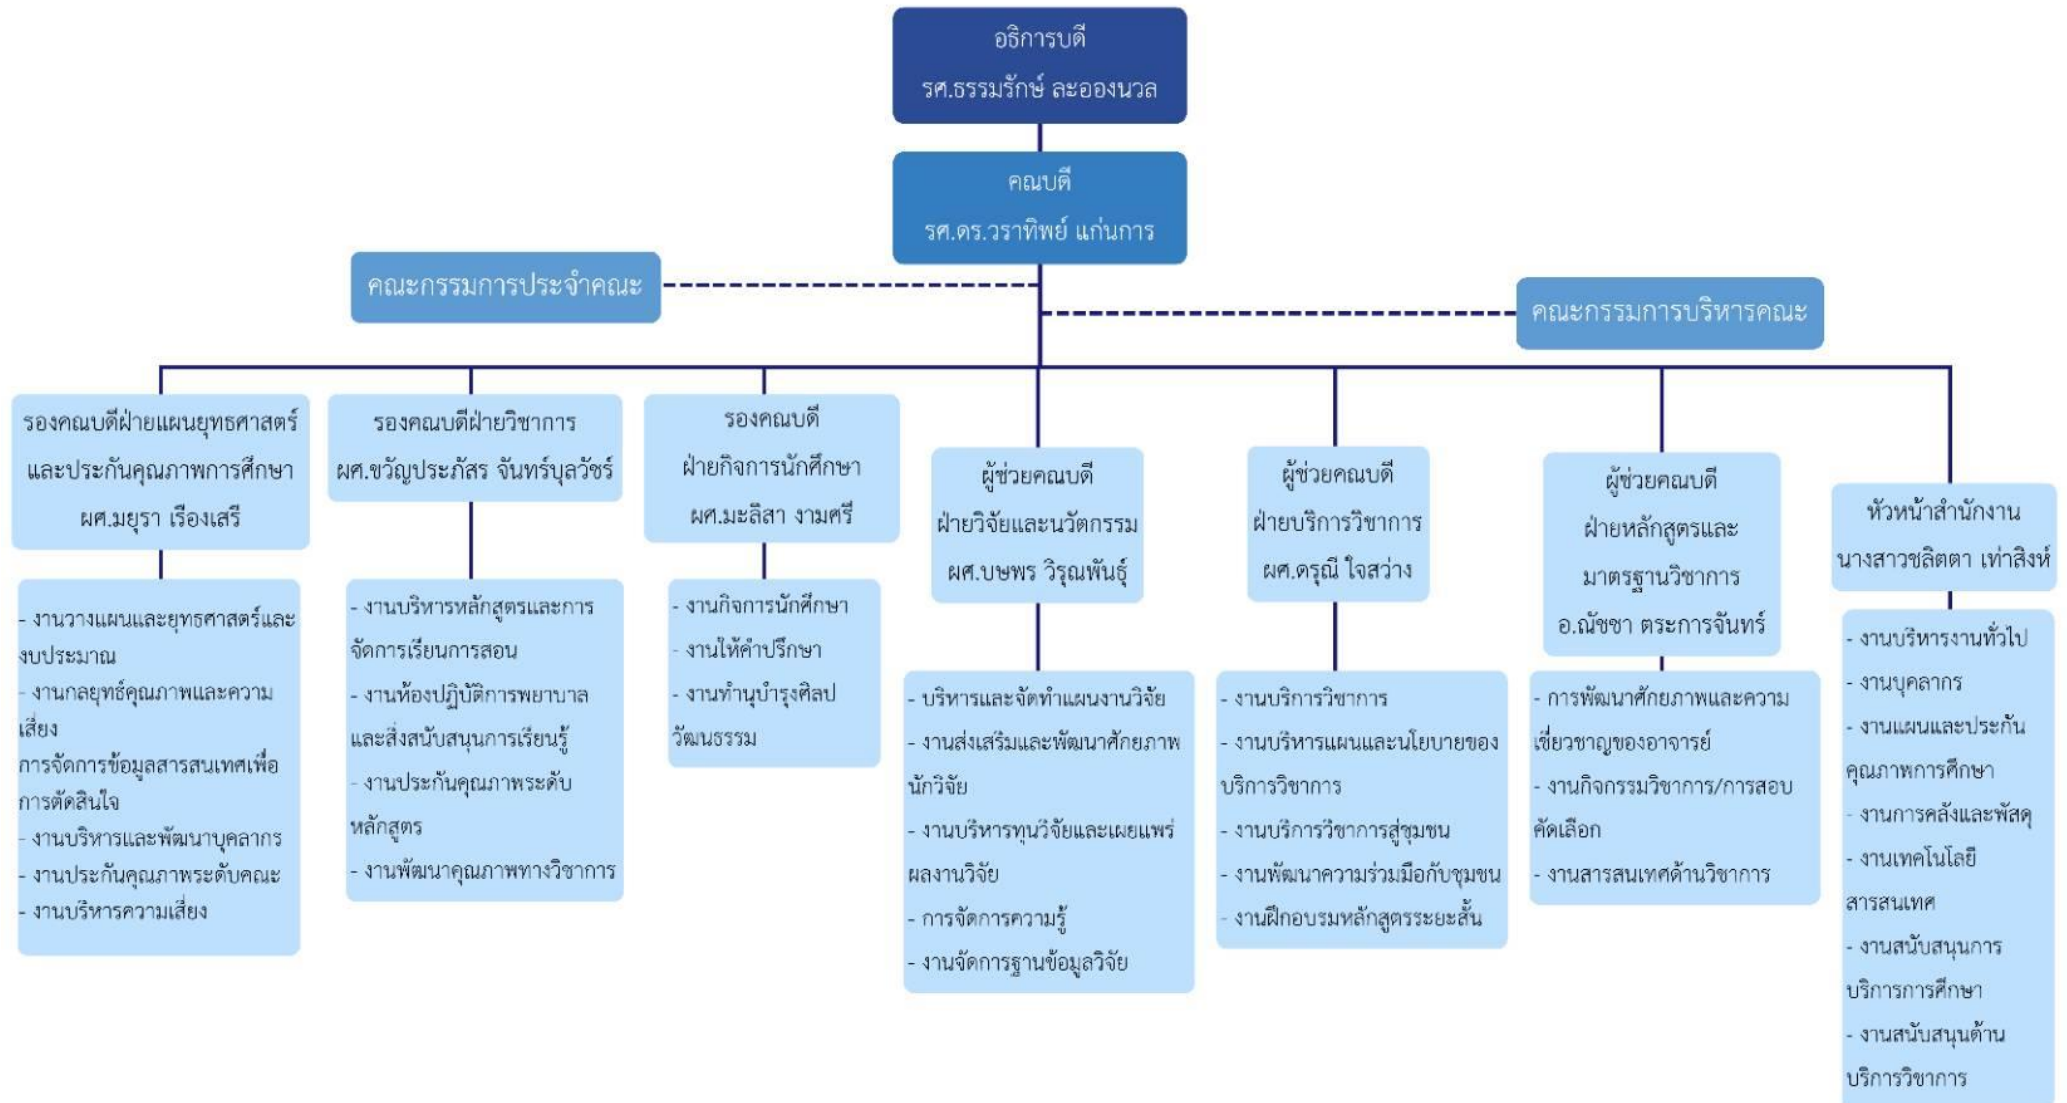 อธิการบดี
รศ.ธรรมรักษ์ ละอองนวล
คณบดี
รศ.ดร.วราทิพย์ แก่นการ
คณะกรรมการประจำคณะ
คณะกรรมการบริหารคณะ
รองคณบดีฝ่ายแผนยุทธศาสตร์
และประกันคุณภาพการศึกษา
ผศ.มยุรา เรืองเสรี
รองคณบดีฝ่ายวิชาการ
ผศ.ขวัญประภัสร จันทร์บุลวัชร์
รองคณบดี
ฝ่ายกิจการนักศึกษา
ผศ.มะลิสา งามศรี
ผู้ช่วยคณบดี
ฝ่ายวิจัยและนวัตกรรม
ผศ.บษพร วิรุณพันธุ์
ผู้ช่วยคณบดี
ฝ่ายบริการวิชาการ
ผศ.ดรุณี ใจสว่าง
ผู้ช่วยคณบดี
ฝ่ายหลักสูตรและ
มาตรฐานวิชาการ
อ.ณัชชา ตระการจันทร์
หัวหน้าสำนักงาน
นางสาวชลิตตา เท่าสิงห์
- งานวางแผนและยุทธศาสตร์และ
งบประมาณ
- งานกลยุทธ์คุณภาพและความ
เสี่ยง
การจัดการข้อมูลสารสนเทศเพื่อ
การตัดสินใจ
- งานบริหารและพัฒนาบุคลากร
- งานประกันคุณภาพระดับคณะ
- งานบริหารความเสี่ยง
- งานบริหารหลักสูตรและการ
จัดการเรียนการสอน
- งานห้องปฏิบัติการพยาบาล
และสิ่งสนับสนุนการเรียนรู้
- งานประกันคุณภาพระดับ
หลักสูตร
- งานพัฒนาคุณภาพทางวิชาการ
- งานกิจการนักศึกษา
- งานให้คำปรึกษา
- งานทำนุบำรุงศิลป
วัฒนธรรม
- บริหารและจัดทำแผนงานวิจัย
- งานส่งเสริมและพัฒนาศักยภาพ
นักวิจัย
- งานบริหารทุนวิจัยและเผยแพร่
ผลงานวิจัย
- การจัดการความรู้
- งานจัดการฐานข้อมูลวิจัย
- งานบริการวิชาการ
- งานบริหารแผนและนโยบายของ
บริการวิชาการ
- งานบริการวิชาการสู่ชุมชน
- งานพัฒนาความร่วมมือกับชุมชน
- งานฝึกอบรมหลักสูตรระยะสั้น
- การพัฒนาศักยภาพและความ
เชี่ยวชาญของอาจารย์
- งานกิจกรรมวิชาการ/การสอบ
คัดเลือก
- งานสารสนเทศด้านวิชาการ
- งานบริหารงานทั่วไป
- งานบุคลากร
- งานแผนและประกัน
คุณภาพการศึกษา
- งานการคลังและพัสดุ
- งานเทคโนโลยี
สารสนเทศ
- งานสนับสนุนการ
บริการการศึกษา
- งานสนับสนุนด้าน
บริการวิชาการ